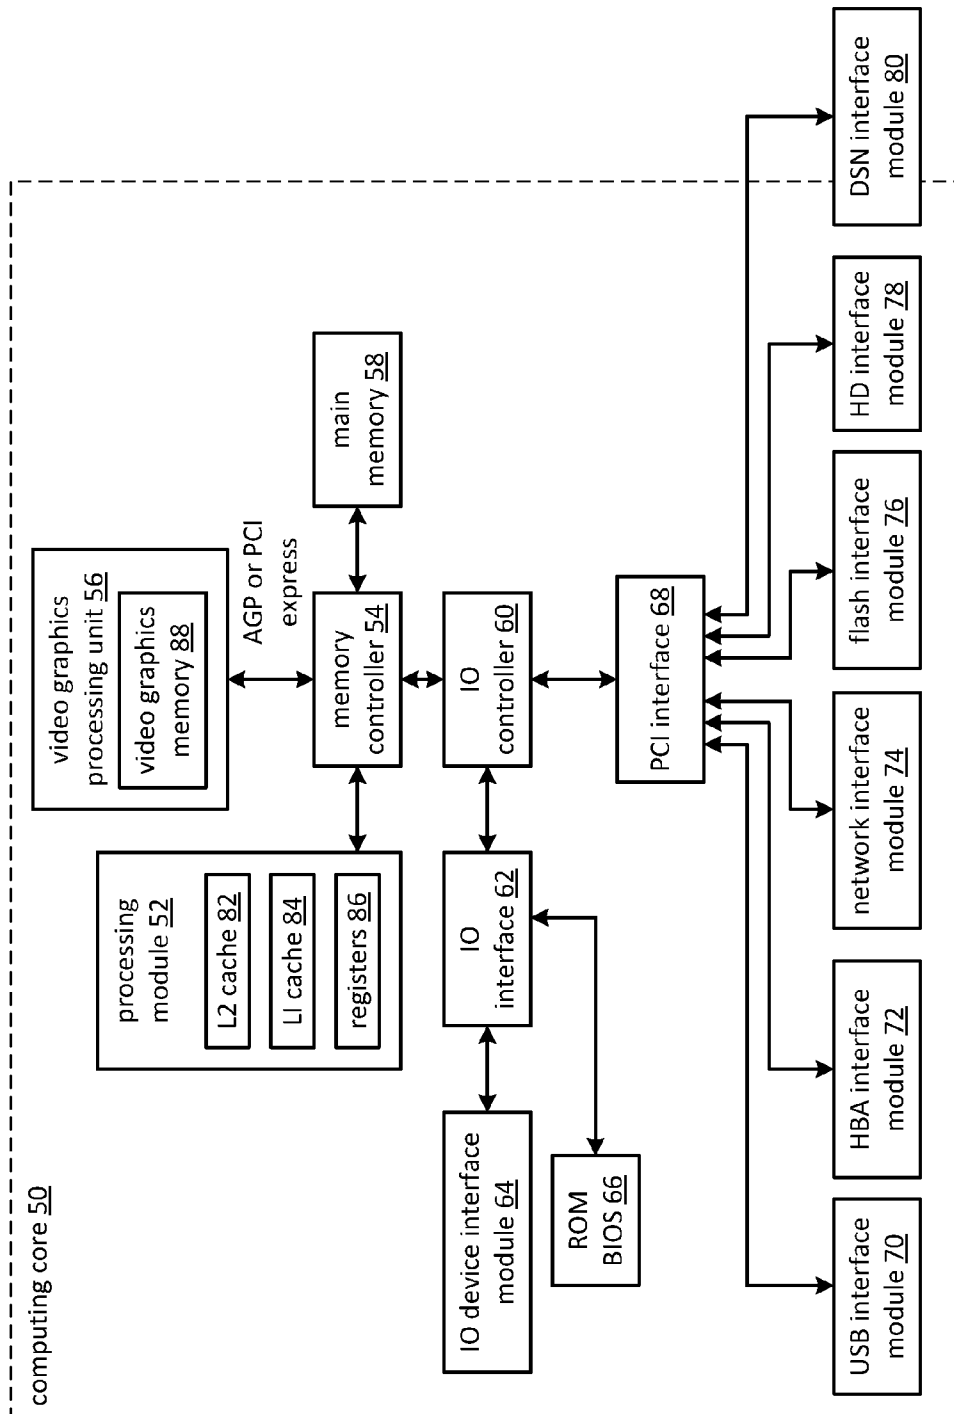 computing core 50
video graphics
processing unit 56
video graphics
memory 88
processing
module 52
L2 cache 82
LI cache 84
registers 86
AGP or PCI
express
memory
controller 54
main
memory 58
IO device interface
module 64
IO
interface 62
IO
controller 60
ROM
BIOS 66
PCI interface 68
USB interface
module 70
HBA interface
module 72
network interface
module 74
flash interface
module 76
HD interface
module 78
DSN interface
module 80